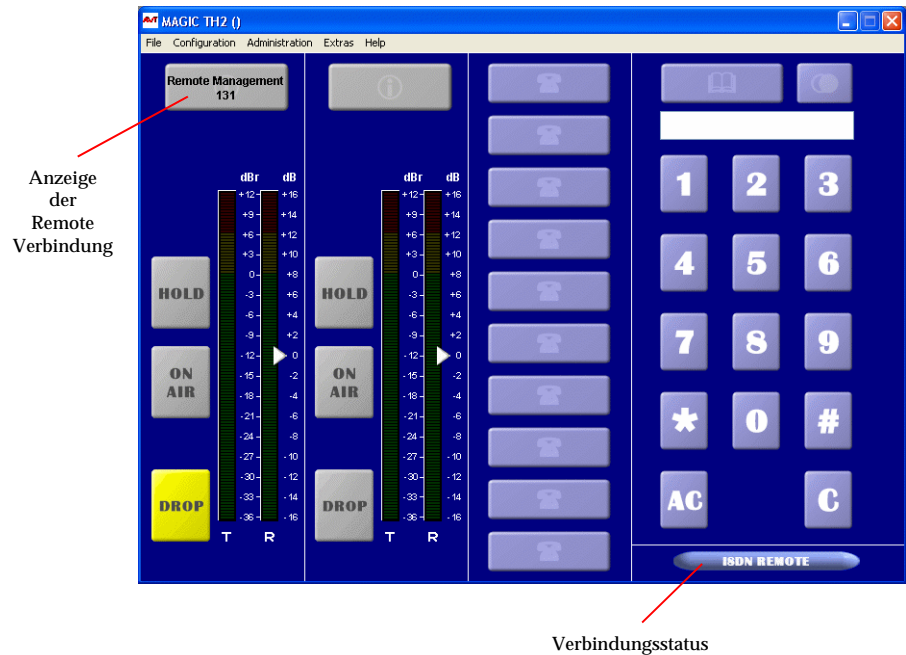 AVT MAGIC TH2 ()
File Configuration Administration Extras Help
Remote Management
131
Anzeige
der
Remote
Verbindung
dBr dB
+12 +16
+9 +14
+6 +12
+3 +10
0 +8
-3 +6
-6 +4
-9 +2
-12 0
-15 -2
-18 -4
-21 -6
-24 -8
-27 -10
-30 -12
-33 -14
-36 -16
T R
HOLD
ON
AIR
DROP
dBr dB
+12 +16
+9 +14
+6 +12
+3 +10
0 +8
-3 +6
-6 +4
-9 +2
-12 0
-15 -2
-18 -4
-21 -6
-24 -8
-27 -10
-30 -12
-33 -14
-36 -16
T R
HOLD
ON
AIR
DROP
1 2 3
4 5 6
7 8 9
* 0 #
AC C
ISDN REMOTE
Verbindungsstatus